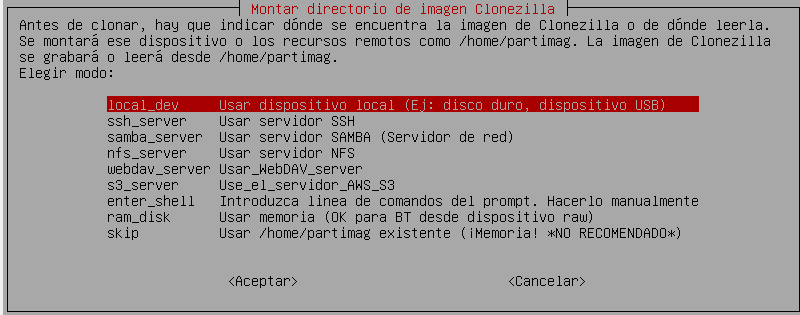 Montar directorio de imagen Clonezilla
Antes de clonar, hay que indicar dónde se encuentra la imagen de Clonezilla o de dónde leerla.
Se montará ese dispositivo o los recursos remotos como /home/partimag. La imagen de Clonezilla
se grabará o leerá desde /home/partimag.
Elegir modo:
local_dev Usar dispositivo local (Ej: disco duro, dispositivo USB)
ssh_server Usar servidor SSH
samba_server Usar servidor SAMBA (Servidor de red)
nfs_server Usar servidor NFS
webdav_server Usar_WebDAV_server
s3_server Use_el_servidor_AWS_S3
enter_shell Introduzca linea de comandos del prompt. Hacerlo manualmente
ram_disk Usar memoria (OK para BT desde dispositivo raw)
skip Usar /home/partimag existente (¡Memoria! *NO RECOMENDADO*)
<Aceptar> <Cancelar>